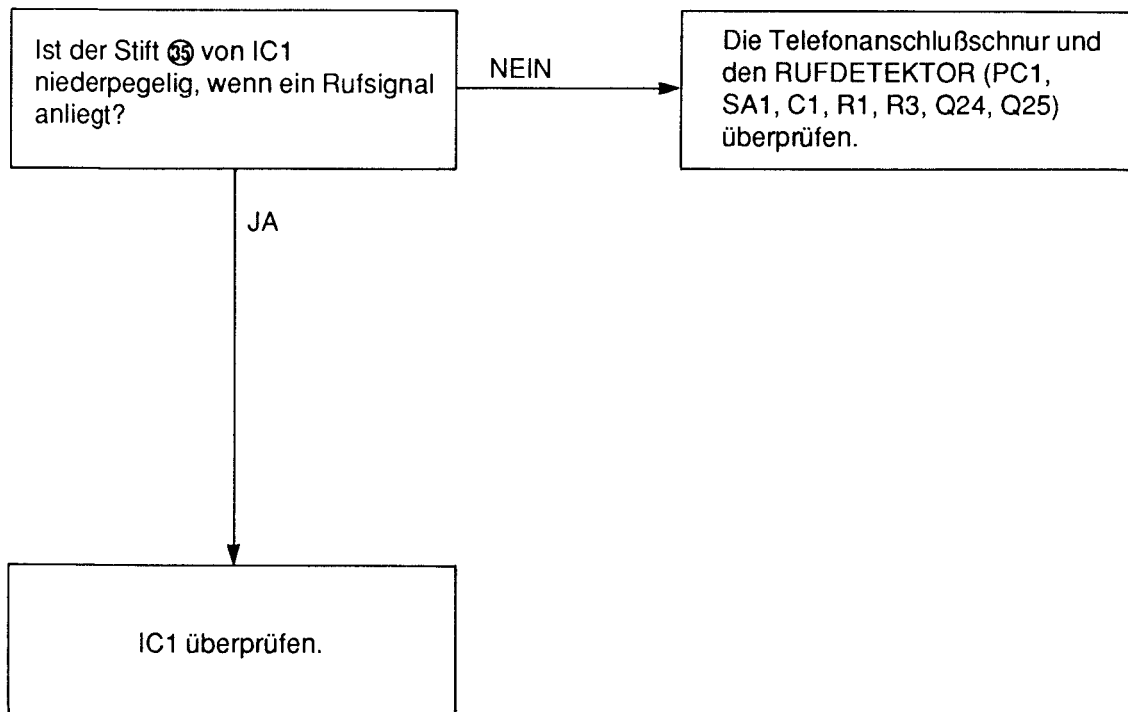 Ist der Stift ㉟ von IC1
niederpegelig, wenn ein Rufsignal
anliegt?
NEIN
Die Telefonanschlußschnur und
den RUFDETEKTOR (PC1,
SA1, C1, R1, R3, Q24, Q25)
überprüfen.
JA
IC1 überprüfen.